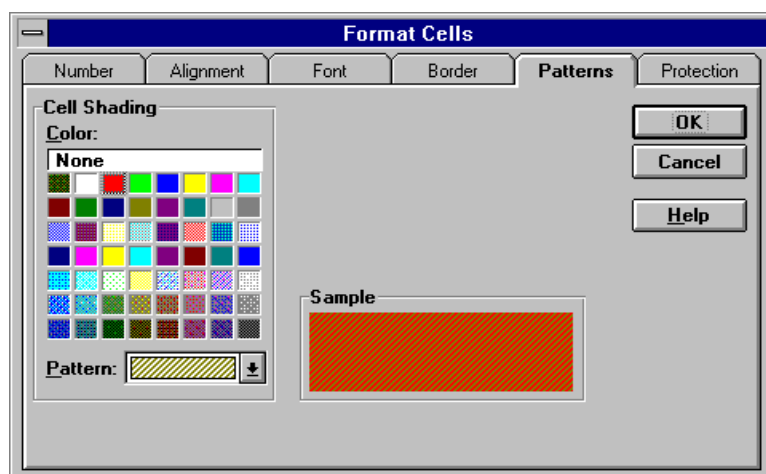 Format Cells
Number Alignment Font Border Patterns Protection
Cell Shading
Color:
None
OK
Cancel
Help
Sample
Pattern: